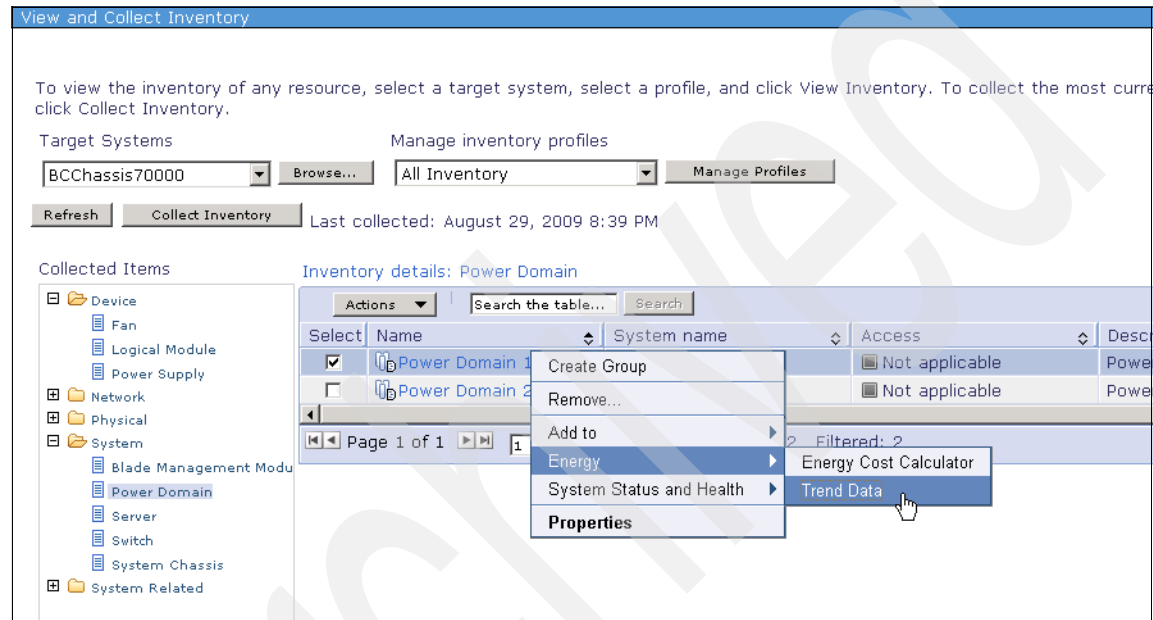 View and Collect Inventory
To view the inventory of any resource, select a target system, select a profile, and click View Inventory. To collect the most curre
click Collect Inventory.
Target Systems Manage inventory profiles
BCChassis70000 Browse... All Inventory Manage Profiles
Refresh Collect Inventory Last collected: August 29, 2009 8:39 PM
Collected Items Inventory details: Power Domain
Device
Fan
Logical Module
Power Supply
Network
Physical
System
Blade Management Modu
Power Domain
Server
Switch
System Chassis
System Related
Actions Search the table... Search
Select Name System name Access Descr
Power Domain 1 Not applicable Powe
Power Domain 2 Not applicable Powe
Page 1 of 1 1 2 Filtered: 2
Create Group
Remove...
Add to
Energy
System Status and Health
Properties
Energy Cost Calculator
Trend Data